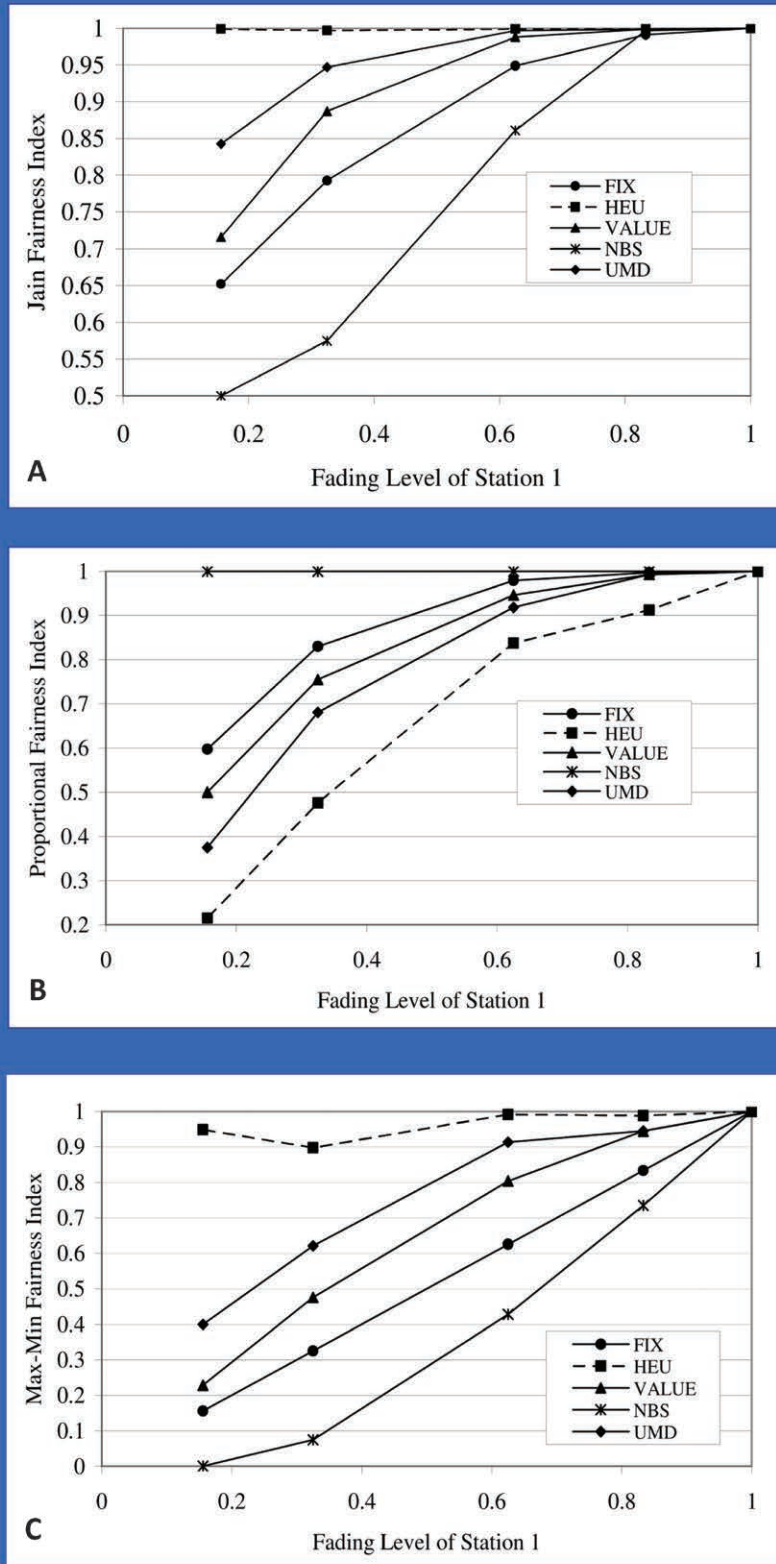 1
0.95
0.9
0.85
0.8
0.75
0.7
0.65
0.6
0.55
0.5
Jain Fairness Index
FIX
HEU
VALUE
NBS
UMD
0 0.2 0.4 0.6 0.8 1
A
Fading Level of Station 1
1
0.9
0.8
0.7
0.6
0.5
0.4
0.3
0.2
Proportional Fairness Index
FIX
HEU
VALUE
NBS
UMD
0 0.2 0.4 0.6 0.8 1
B
Fading Level of Station 1
1
0.9
0.8
0.7
0.6
0.5
0.4
0.3
0.2
0.1
0
Max-Min Fairness Index
FIX
HEU
VALUE
NBS
UMD
0 0.2 0.4 0.6 0.8 1
C
Fading Level of Station 1